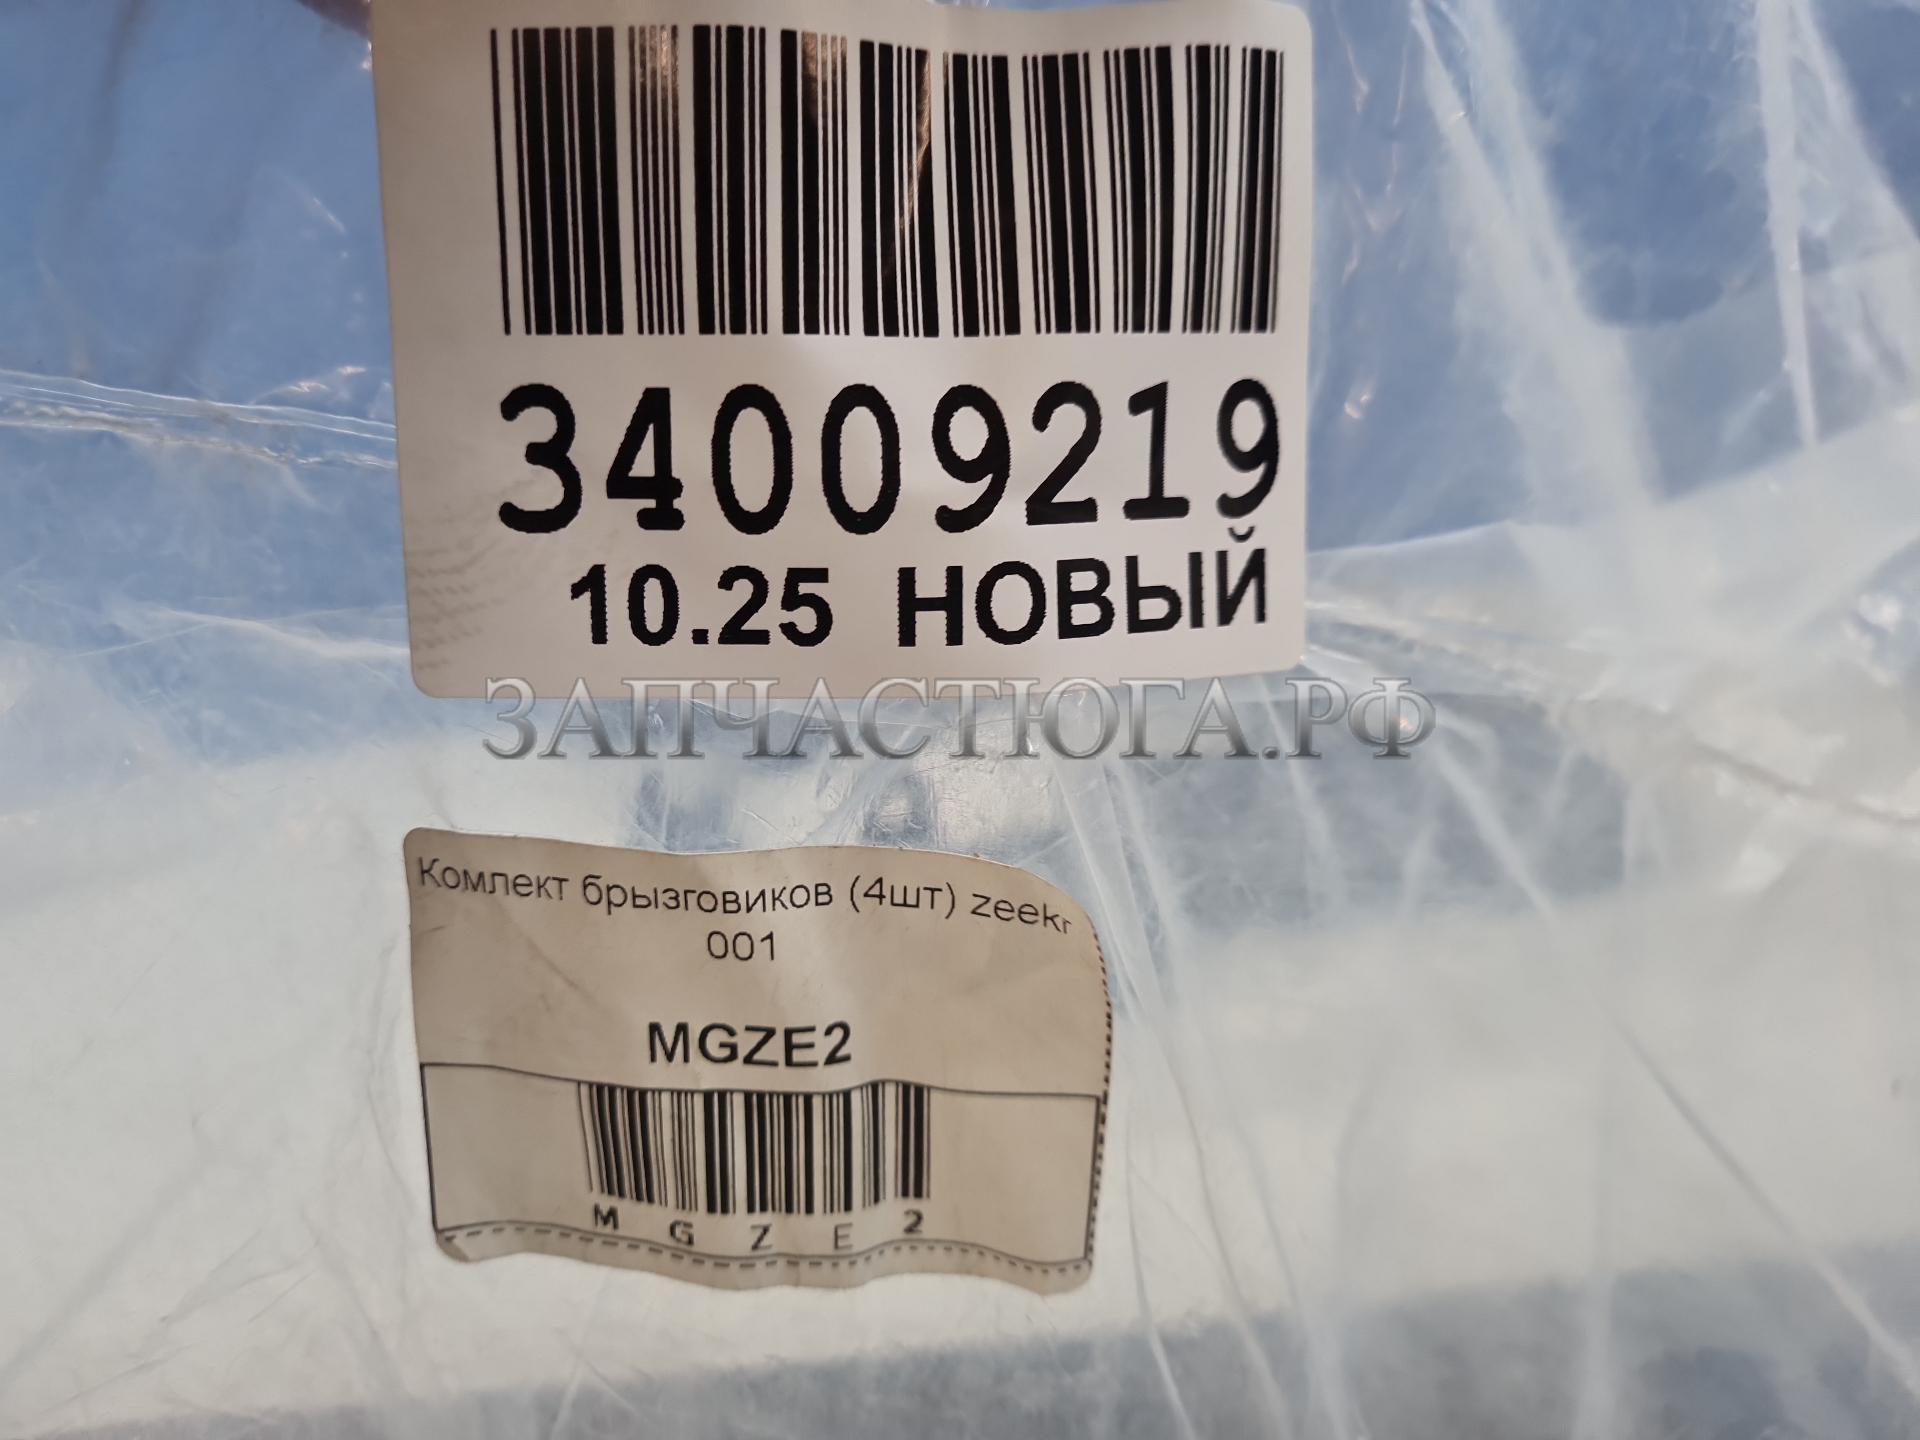 34009219
10.25 НОВЫЙ
ЗАПЧАСТЮГА.РФ
Комлект брызговиков (4шт) zeekr
001
MGZE2
M G Z E 2